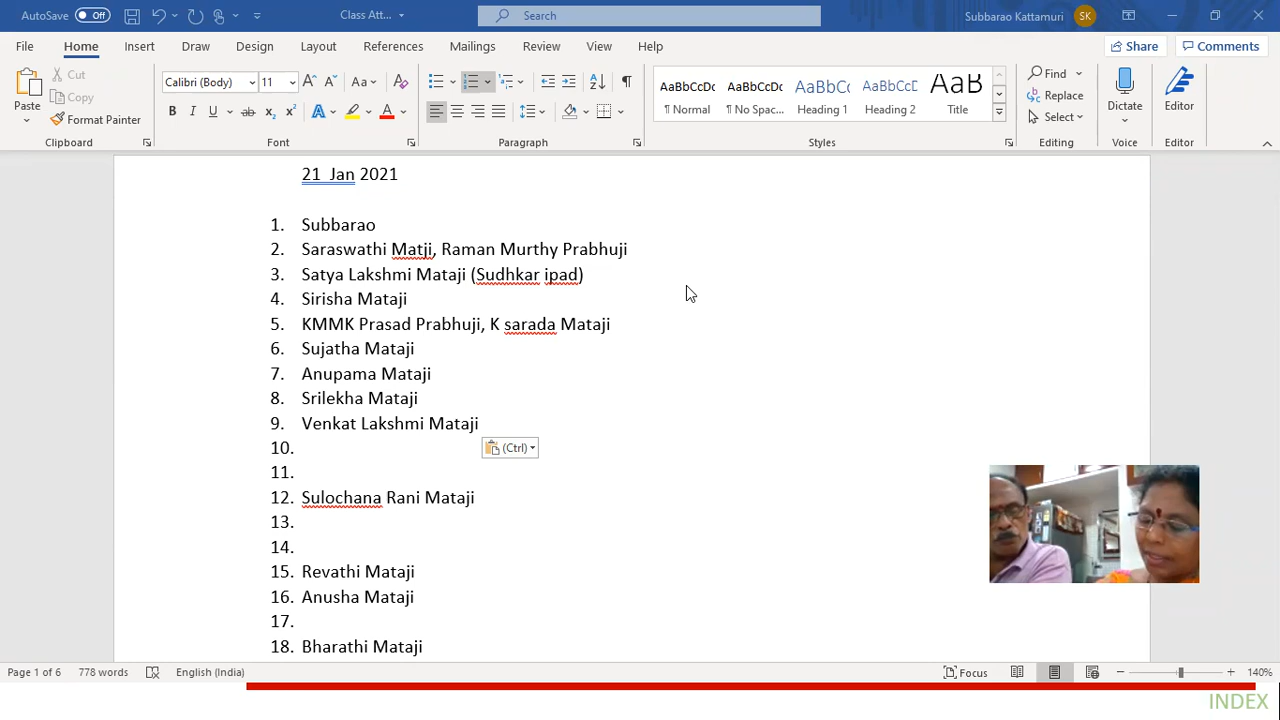 AutoSave Off Class Att... Search Subbarao Kattamuri SK
File Home Insert Draw Design Layout References Mailings Review View Help Share Comments
Paste Cut Copy Format Painter Clipboard
Calibri (Body) 11 Font
Paragraph
AaBbCcDc ¶ Normal AaBbCcDc ¶ No Spac... AaBbCc Heading 1 AaBbCcD Heading 2 AaB Title Styles
Find Replace Select Editing
Dictate Voice
Editor Editor
21 Jan 2021
1. Subbarao
2. Saraswathi Matji, Raman Murthy Prabhuji
3. Satya Lakshmi Mataji (Sudhkar ipad)
4. Sirisha Mataji
5. KMMK Prasad Prabhuji, K sarada Mataji
6. Sujatha Mataji
7. Anupama Mataji
8. Srilekha Mataji
9. Venkat Lakshmi Mataji
10. (Ctrl)
11.
12. Sulochana Rani Mataji
13.
14.
15. Revathi Mataji
16. Anusha Mataji
17.
18. Bharathi Mataji
Page 1 of 6 778 words English (India) Focus 140%
INDEX